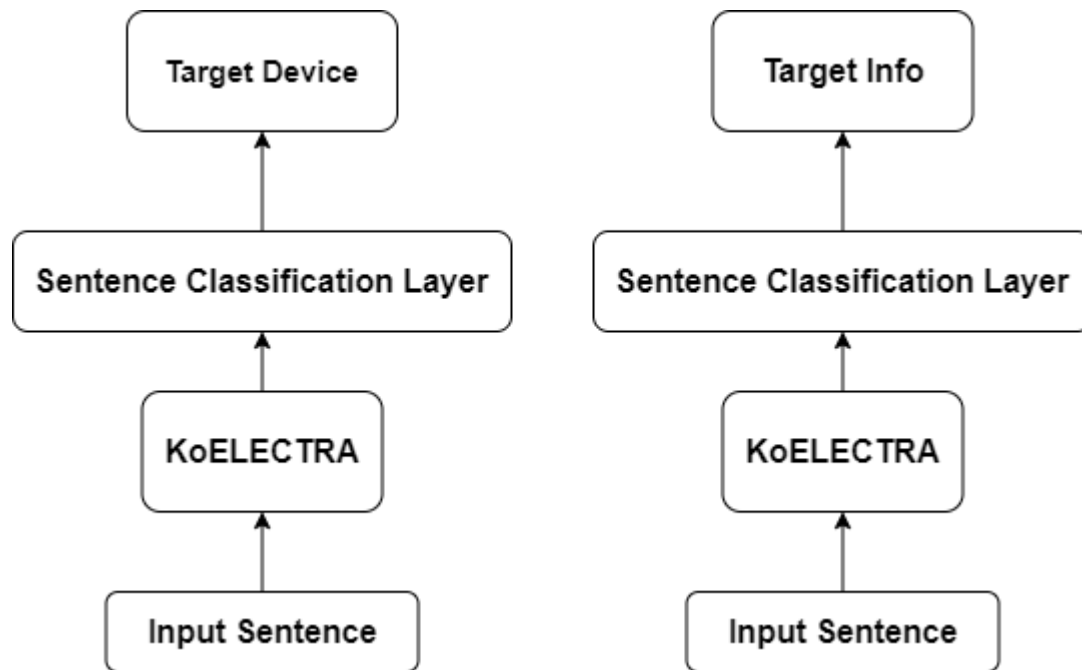 Target Device
Target Info
Sentence Classification Layer
Sentence Classification Layer
KoELECTRA
KoELECTRA
Input Sentence
Input Sentence